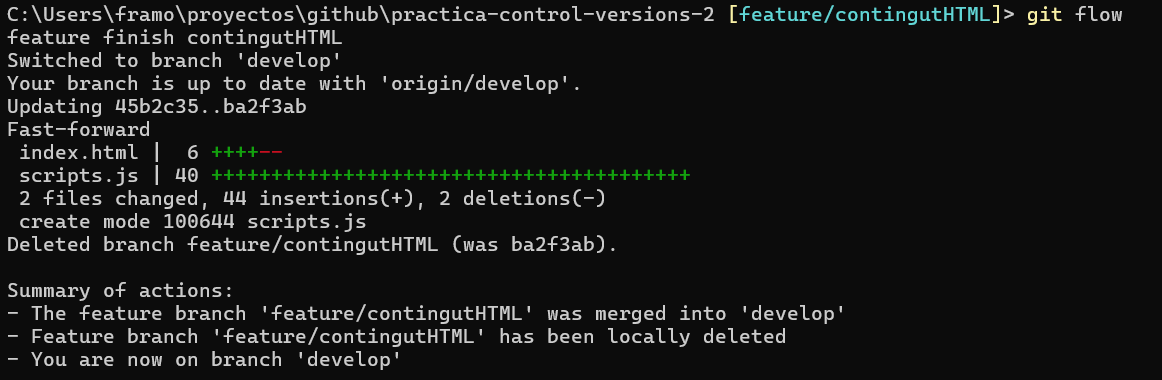 C:\Users\framo\proyectos\github\practica-control-versions-2 [feature/contingutHTML]> git flow
feature finish contingutHTML
Switched to branch 'develop'
Your branch is up to date with 'origin/develop'.
Updating 45b2c35..ba2f3ab
Fast-forward
 index.html |  6 ++++--
 scripts.js | 40 ++++++++++++++++++++++++++++++++++++++++
 2 files changed, 44 insertions(+), 2 deletions(-)
 create mode 100644 scripts.js
Deleted branch feature/contingutHTML (was ba2f3ab).

Summary of actions:
- The feature branch 'feature/contingutHTML' was merged into 'develop'
- Feature branch 'feature/contingutHTML' has been locally deleted
- You are now on branch 'develop'